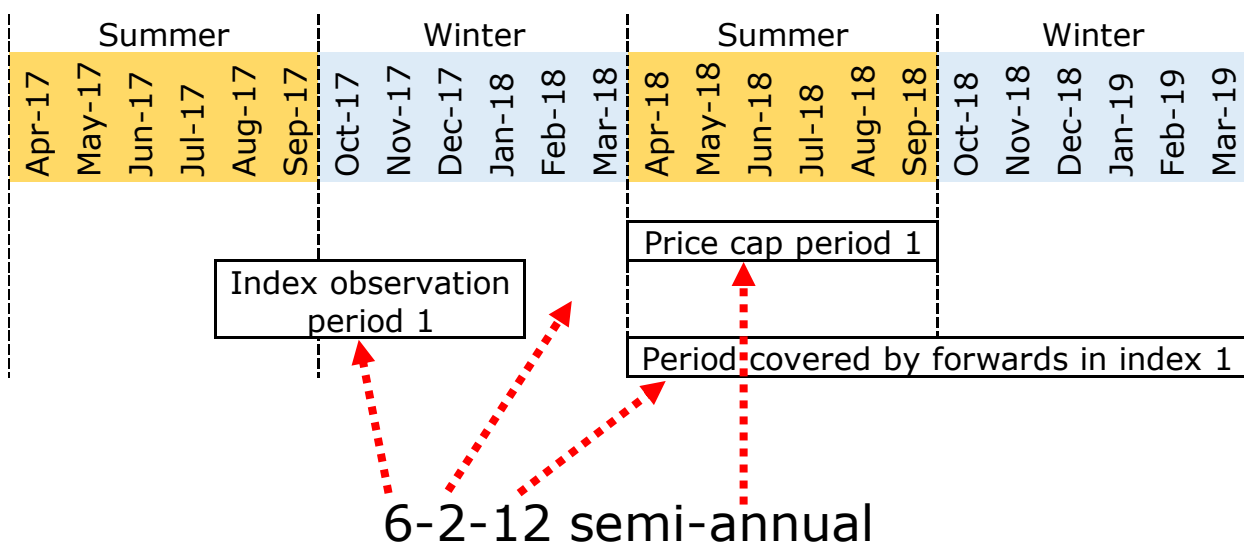 Summer
Winter
Summer
Winter
Apr-17
May-17
Jun-17
Jul-17
Aug-17
Sep-17
Oct-17
Nov-17
Dec-17
Jan-18
Feb-18
Mar-18
Apr-18
May-18
Jun-18
Jul-18
Aug-18
Sep-18
Oct-18
Nov-18
Dec-18
Jan-19
Feb-19
Mar-19
Price cap period 1
Index observation
period 1
Period covered by forwards in index 1
6-2-12 semi-annual